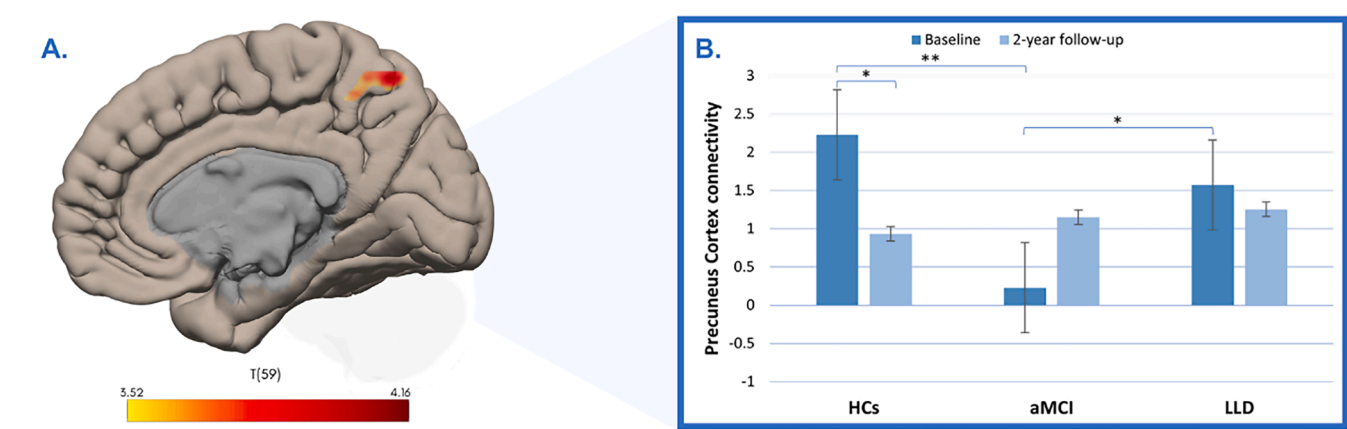 A.
T(59)
3.52
4.16
B.
Baseline
2-year follow-up
**
*
*
Precuneus Cortex connectivity
3
2.5
2
1.5
1
0.5
0
-0.5
-1
HCs
aMCI
LLD